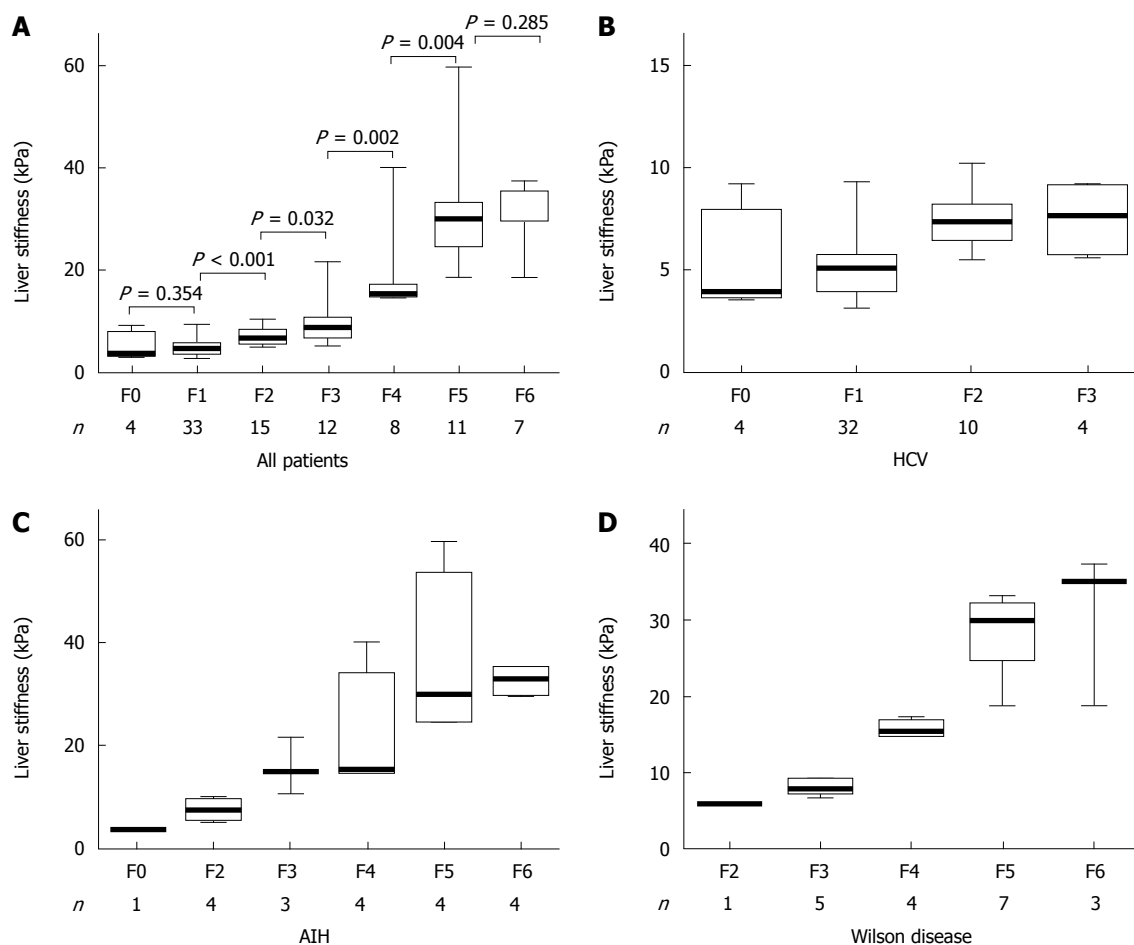 A
P = 0.285
P = 0.004
P = 0.002
P = 0.032
P < 0.001
P = 0.354
Liver stiffness (kPa)
60
40
20
0
F0 F1 F2 F3 F4 F5 F6
n 4 33 15 12 8 11 7
All patients
B
Liver stiffness (kPa)
15
10
5
0
F0 F1 F2 F3
n 4 32 10 4
HCV
C
Liver stiffness (kPa)
60
40
20
0
F0 F2 F3 F4 F5 F6
n 1 4 3 4 4 4
AIH
D
Liver stiffness (kPa)
40
30
20
10
0
F2 F3 F4 F5 F6
n 1 5 4 7 3
Wilson disease